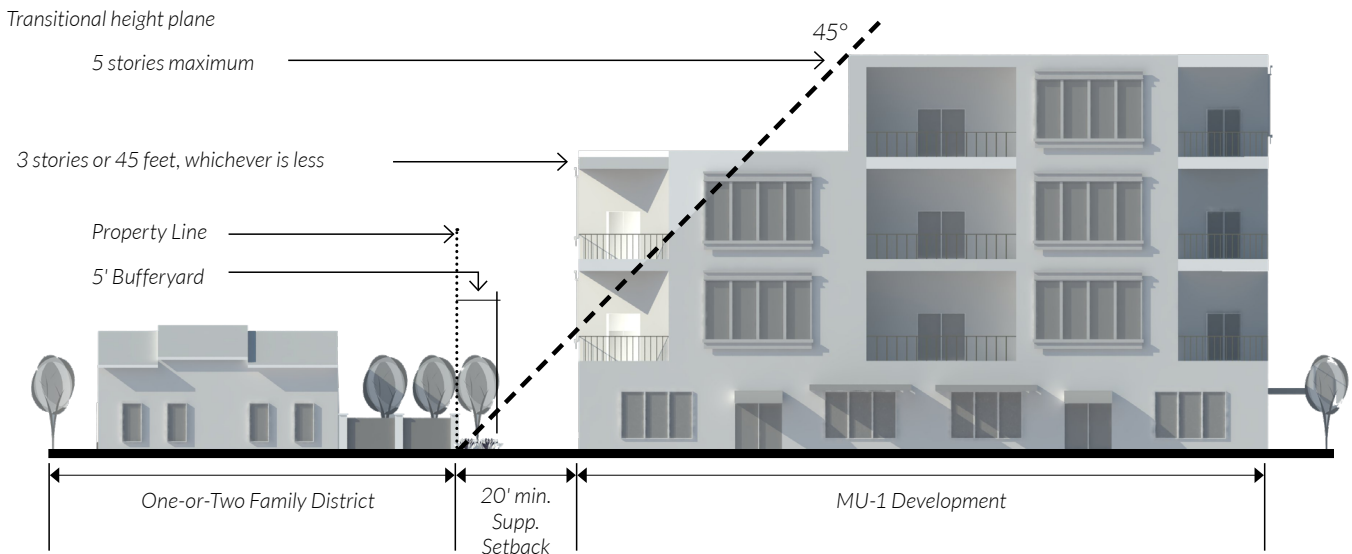 Transitional height plane
45°
5 stories maximum
3 stories or 45 feet, whichever is less
Property Line
5' Bufferyard
One-or-Two Family District
20' min.
Supp.
Setback
MU-1 Development